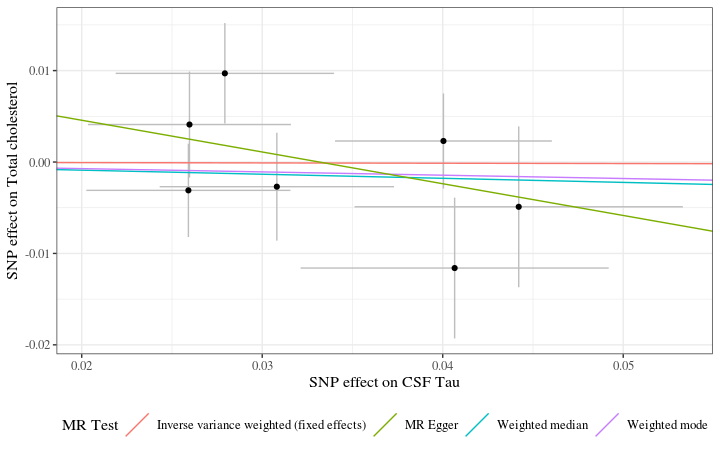 SNP effect on Total cholesterol
0.01
0.00
-0.01
-0.02
0.02 0.03 0.04 0.05
SNP effect on CSF Tau
MR Test Inverse variance weighted (fixed effects) MR Egger Weighted median Weighted mode